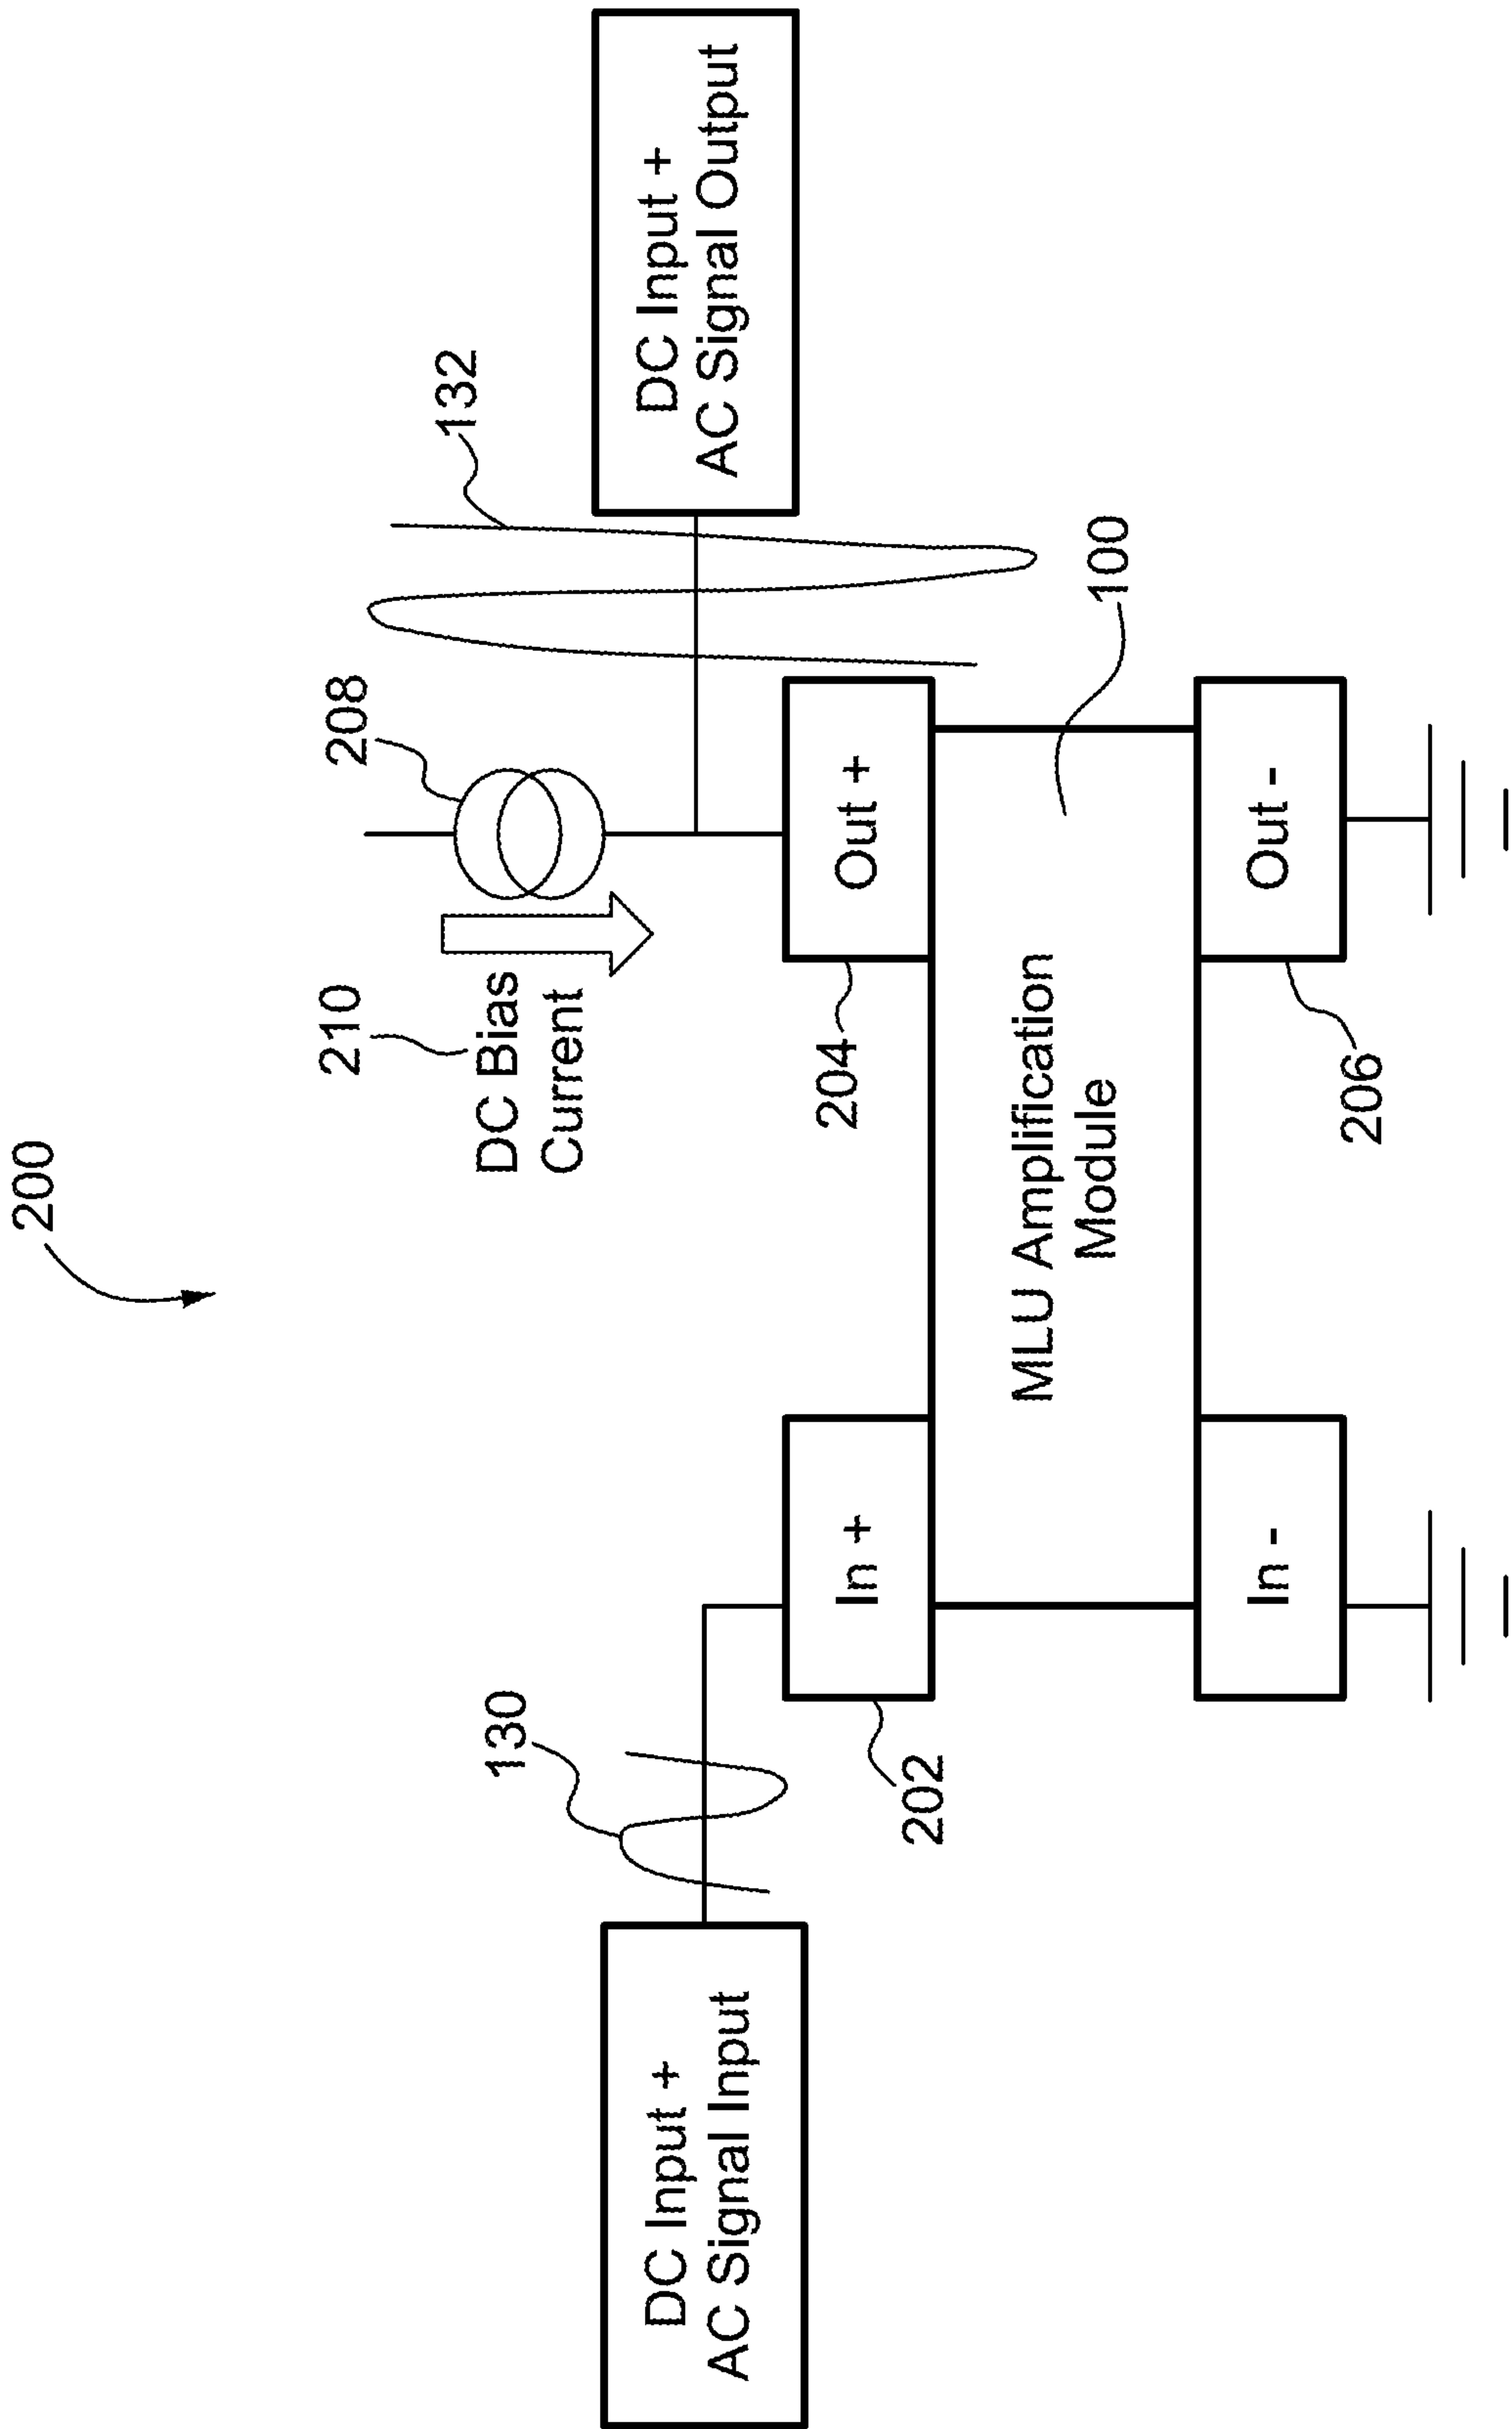 200
210
DC Bias
Current
208
132
DC Input +
AC Signal Output
130
DC Input +
AC Signal Input
202
In +
204
Out +
100
MLU Amplification
Module
In -
Out -
206